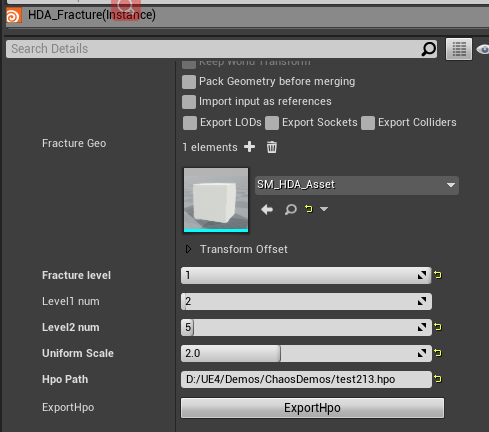 HDA_Fracture(Instance)
Search Details
Keep World Transform
Pack Geometry before merging
Import input as references
Export LODs Export Sockets Export Colliders
Fracture Geo
1 elements
SM_HDA_Asset
Transform Offset
Fracture level 1
Level1 num 2
Level2 num 5
Uniform Scale 2.0
Hpo Path D:/UE4/Demos/ChaosDemos/test213.hpo
ExportHpo ExportHpo